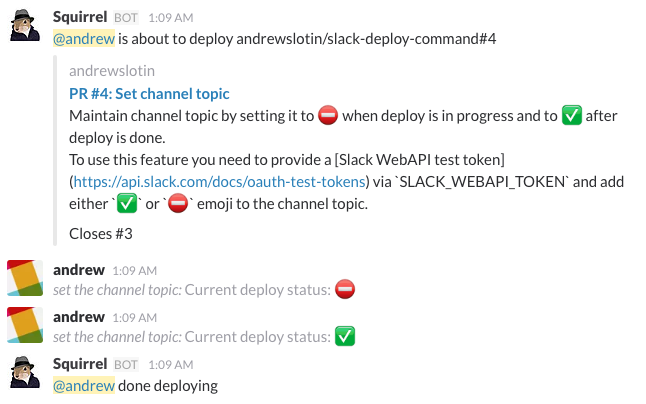 Squirrel BOT 1:09 AM
@andrew is about to deploy andrewslotin/slack-deploy-command#4
andrewslotin
PR #4: Set channel topic
Maintain channel topic by setting it to ⛔ when deploy is in progress and to ✅ after
deploy is done.
To use this feature you need to provide a [Slack WebAPI test token]
(https://api.slack.com/docs/oauth-test-tokens) via `SLACK_WEBAPI_TOKEN` and add
either `✅` or `⛔` emoji to the channel topic.
Closes #3
andrew 1:09 AM
set the channel topic: Current deploy status: ⛔
andrew 1:09 AM
set the channel topic: Current deploy status: ✅
Squirrel BOT 1:09 AM
@andrew done deploying